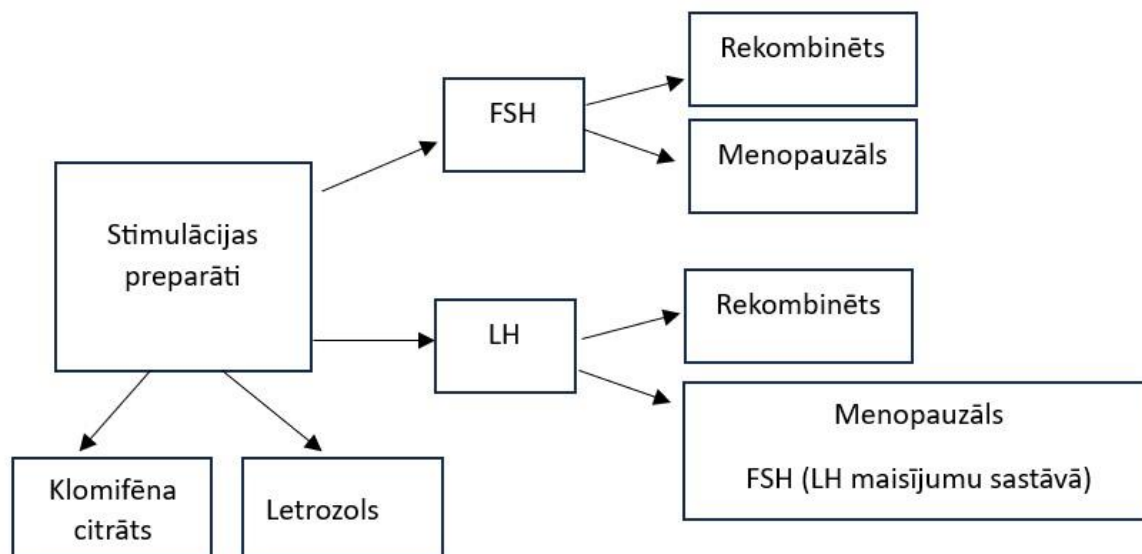 Stimulācijas
preparāti
FSH
Rekombinēts
Menopauzāls
LH
Rekombinēts
Menopauzāls
FSH (LH maisījumu sastāvā)
Klomifēna
citrāts
Letrozols